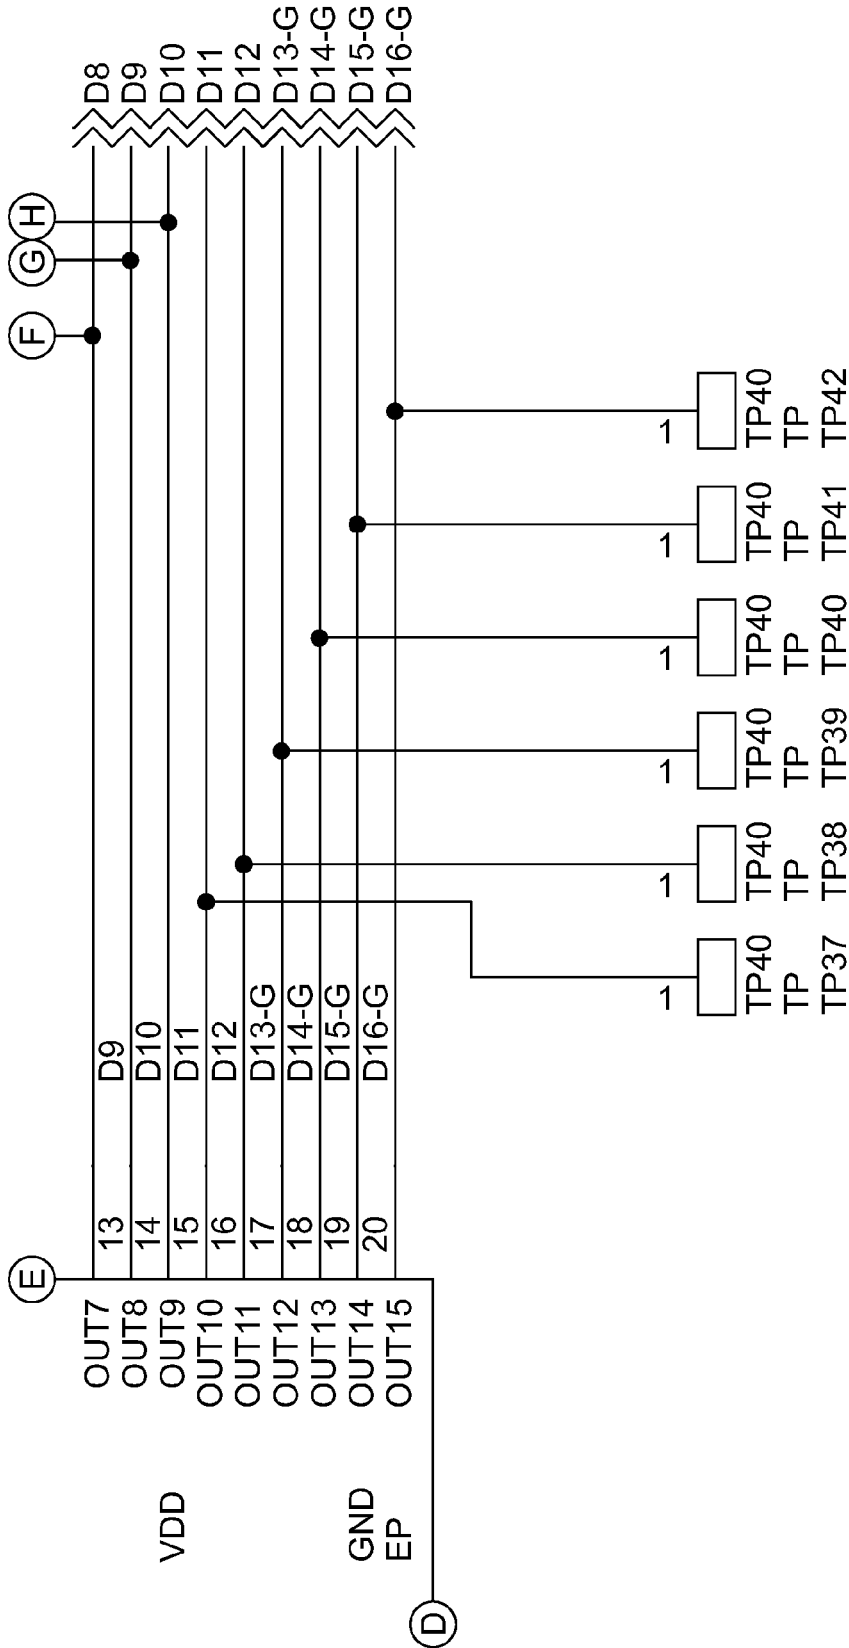 E
OUT7
OUT8
OUT9
OUT10
OUT11
OUT12
OUT13
OUT14
OUT15
VDD
GND
EP
D
13
14
15
16
17
18
19
20
D9
D10
D11
D12
D13-G
D14-G
D15-G
D16-G
F
G
H
D8
D9
D10
D11
D12
D13-G
D14-G
D15-G
D16-G
1
TP40
TP
TP37
1
TP40
TP
TP38
1
TP40
TP
TP39
1
TP40
TP
TP40
1
TP40
TP
TP41
1
TP40
TP
TP42